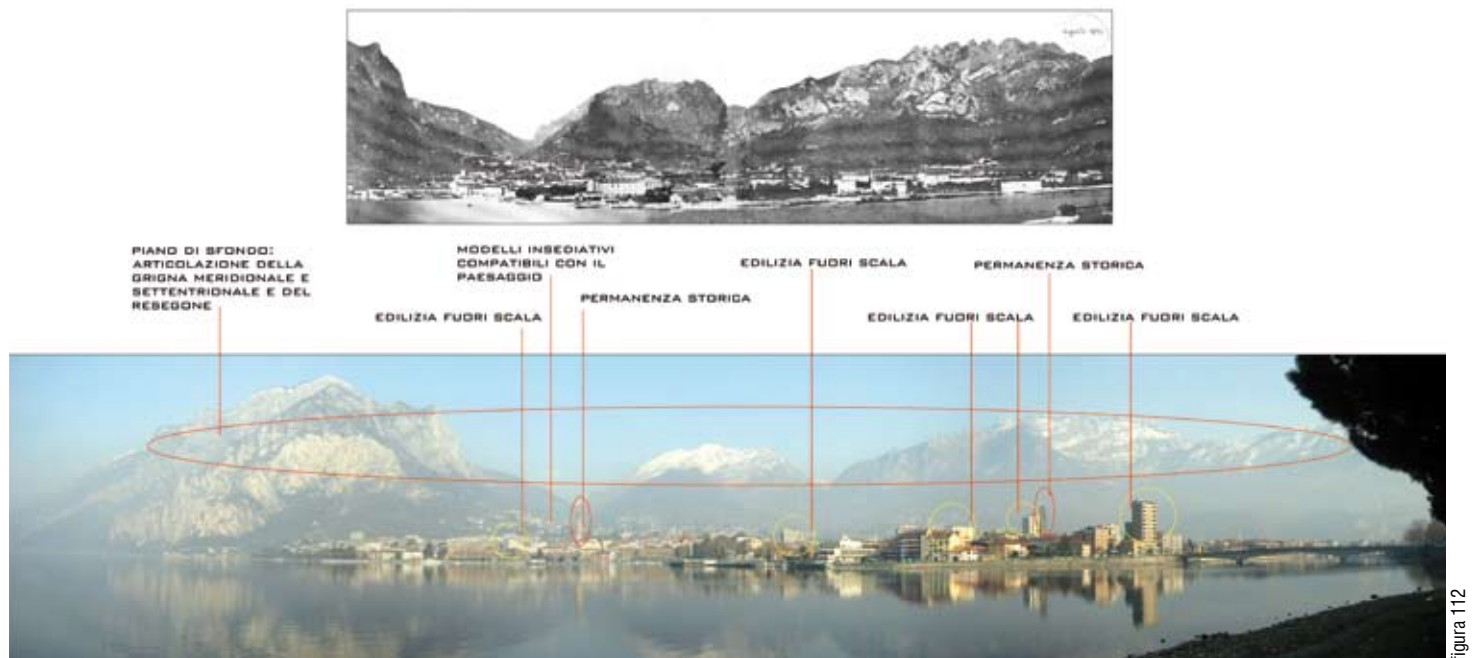 PIANO DI SFONDO:
ARTICOLAZIONE DELLA
GRIGNA MERIDIONALE E
SETTENTRIONALE E DEL
RESEGONE
EDILIZIA FUORI SCALA
MODELLI INSEDIATIVI
COMPATIBILI CON IL
PAESAGGIO
PERMANENZA STORICA
EDILIZIA FUORI SCALA
EDILIZIA FUORI SCALA
PERMANENZA STORICA
EDILIZIA FUORI SCALA
figura 112